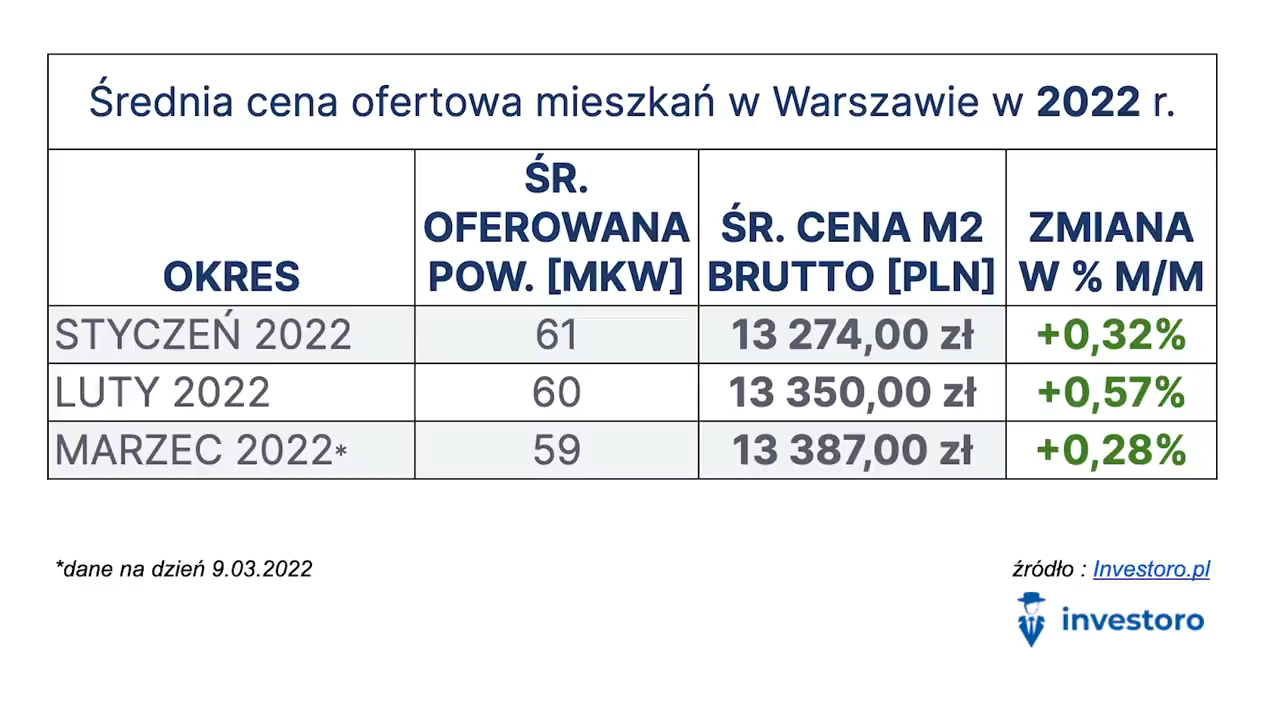 Średnia cena ofertowa mieszkań w Warszawie w 2022 r.
OKRES
ŚR.
OFEROWANA
POW. [MKW]
ŚR. CENA M2
BRUTTO [PLN]
ZMIANA
W % M/M
STYCZEŃ 2022 61 13 274,00 zł +0,32%
LUTY 2022 60 13 350,00 zł +0,57%
MARZEC 2022* 59 13 387,00 zł +0,28%
*dane na dzień 9.03.2022
źródło : Investoro.pl
investoro